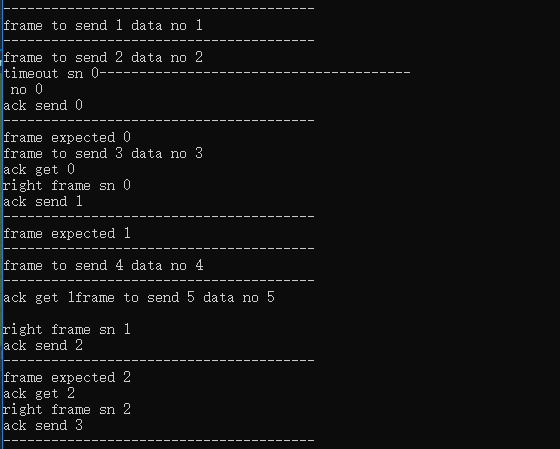 ---------------------------------------
frame to send 1 data no 1
---------------------------------------
frame to send 2 data no 2
timeout sn 0---------------------------------------
 no 0
ack send 0
---------------------------------------
frame expected 0
frame to send 3 data no 3
ack get 0
right frame sn 0
ack send 1
---------------------------------------
frame expected 1
---------------------------------------
frame to send 4 data no 4
---------------------------------------
ack get 1frame to send 5 data no 5

right frame sn 1
ack send 2
---------------------------------------
frame expected 2
ack get 2
right frame sn 2
ack send 3
---------------------------------------